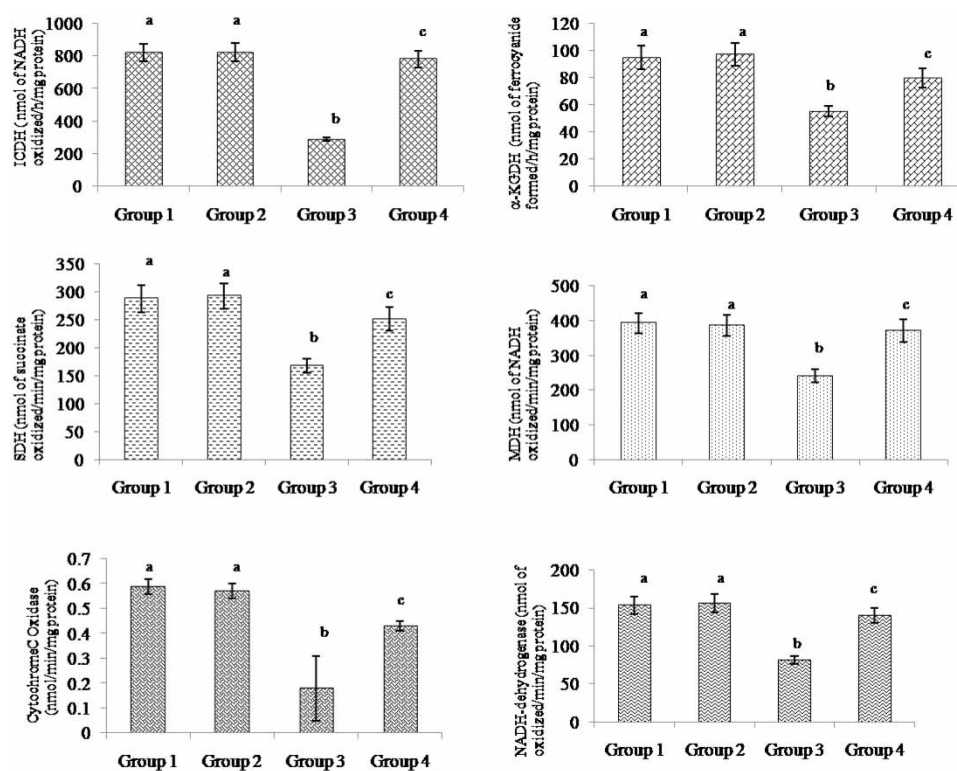 ICDH (nmol of NADH
oxidized/h/mg protein)
1000
800
600
400
200
0
a
a
b
c
Group 1 Group 2 Group 3 Group 4
α-KGDH (nmol of ferrocyanide
formed/h/mg protein)
120
100
80
60
40
20
0
a
a
b
c
Group 1 Group 2 Group 3 Group 4
SDH (nmol of succinate
oxidized/min/mg protein)
350
300
250
200
150
100
50
0
a
a
b
c
Group 1 Group 2 Group 3 Group 4
MDH (nmol of NADH
oxidized/min/mg protein)
500
400
300
200
100
0
a
a
b
c
Group 1 Group 2 Group 3 Group 4
CytochromeC Oxidase
(nmol/min/mg protein)
0.7
0.6
0.5
0.4
0.3
0.2
0.1
0
a
a
b
c
Group 1 Group 2 Group 3 Group 4
NADH-dehydrogenase (nmol of
oxidized/min/mg protein)
200
150
100
50
0
a
a
b
c
Group 1 Group 2 Group 3 Group 4